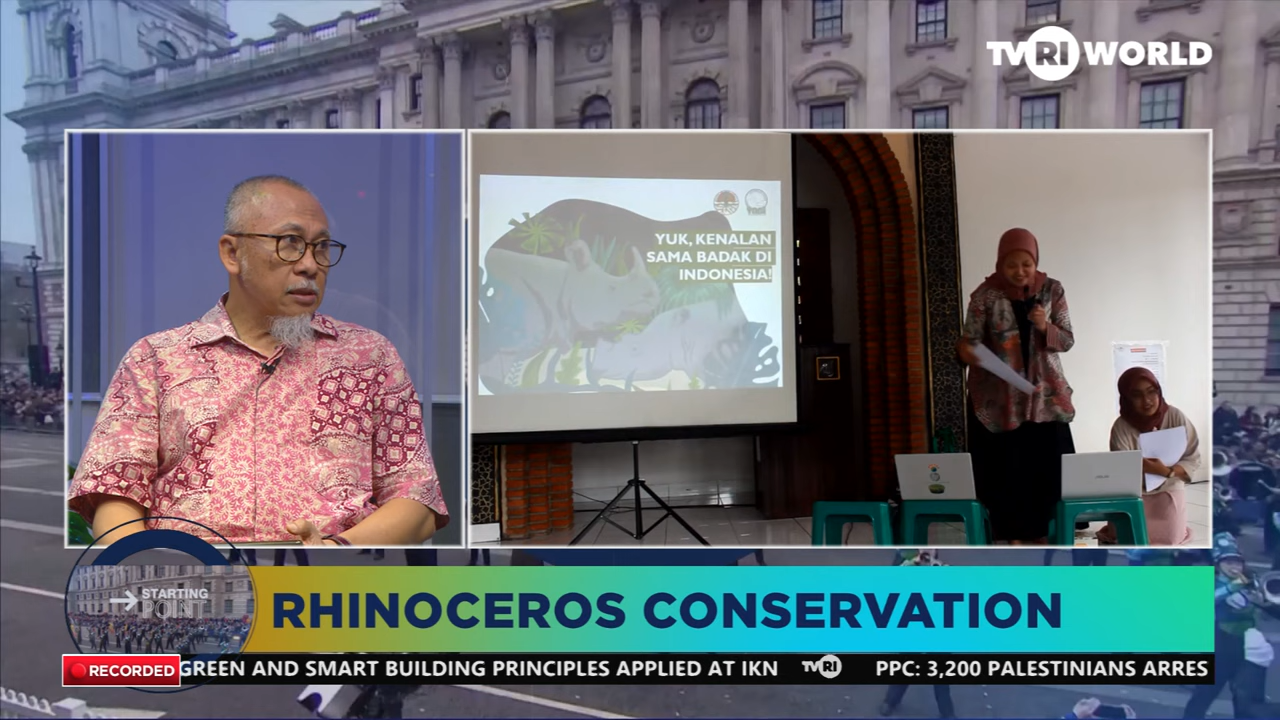 TVRI WORLD
YUK, KENALAN
SAMA BADAK DI
INDONESIA!
STARTING
POINT
RHINOCEROS CONSERVATION
RECORDED
GREEN AND SMART BUILDING PRINCIPLES APPLIED AT IKN TVRI PPC: 3,200 PALESTINIANS ARRES